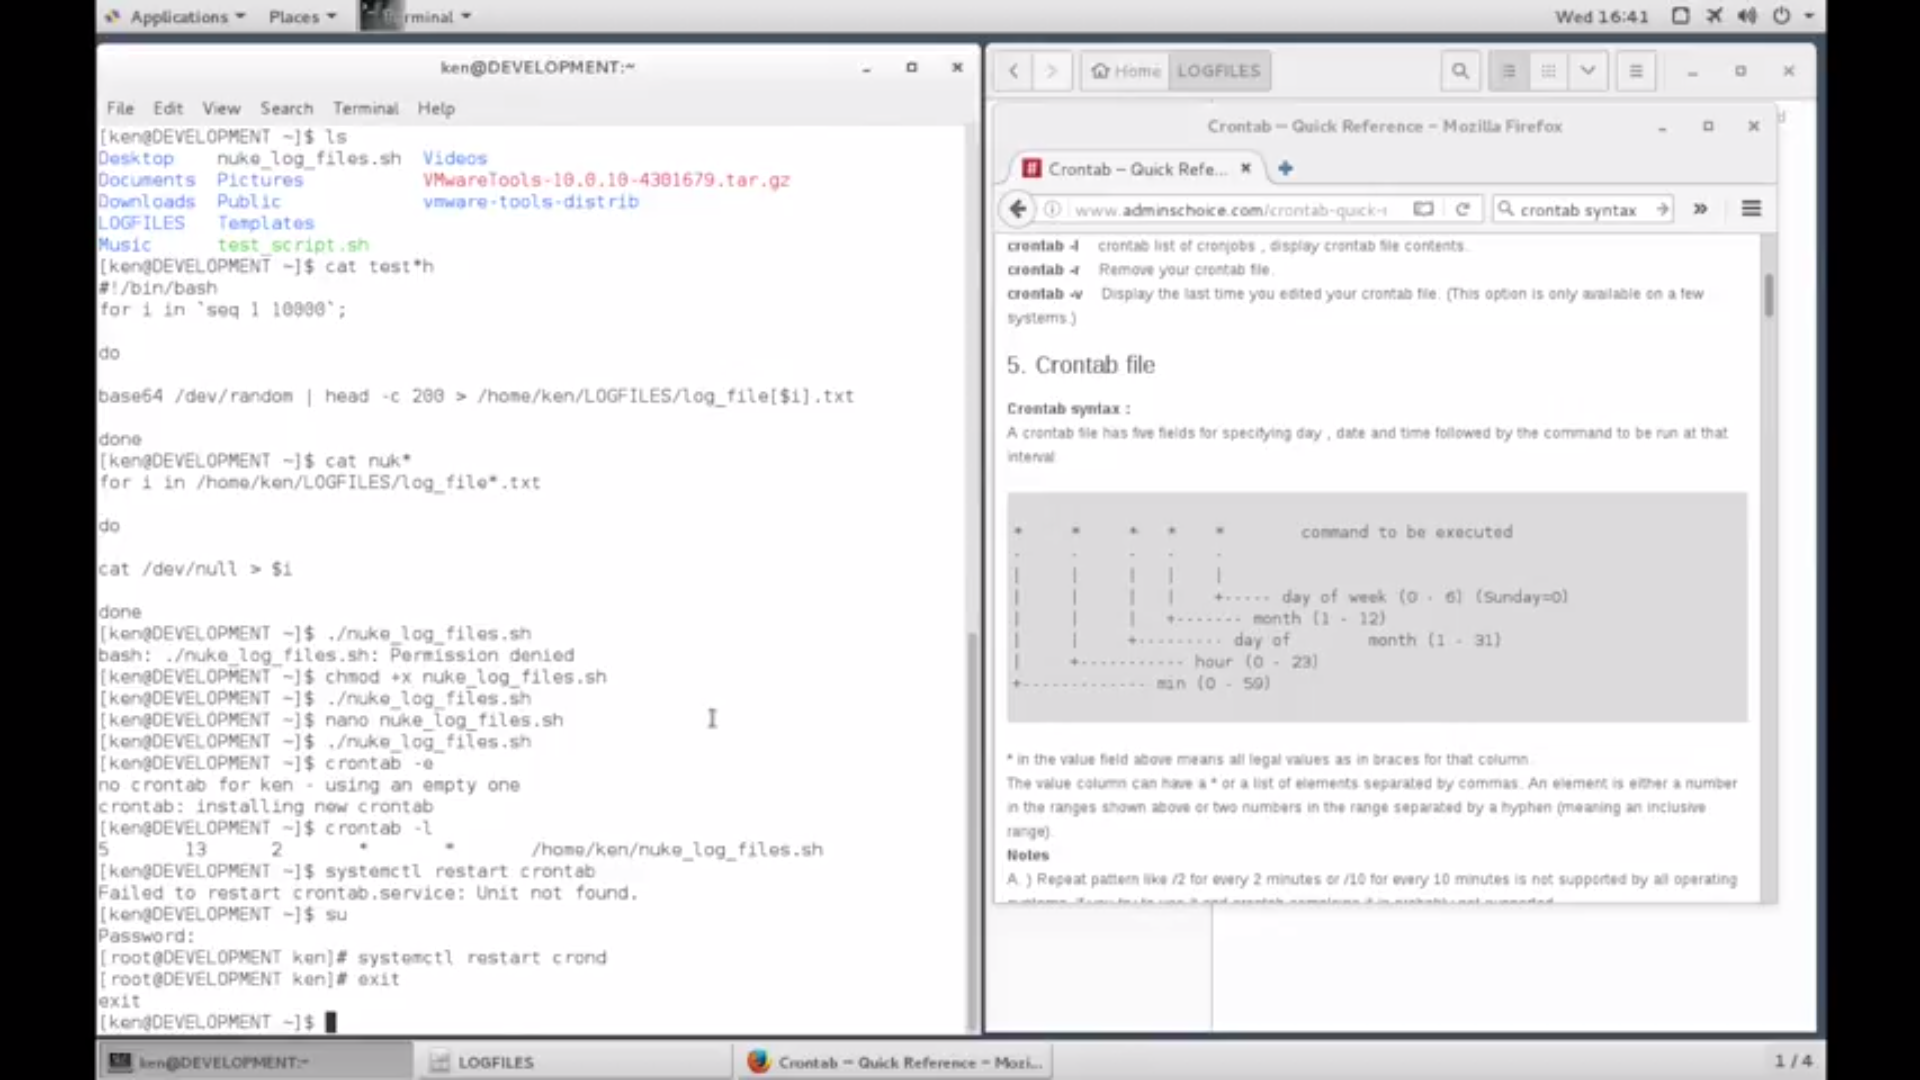 Applications Places Terminal Wed 16:41
ken@DEVELOPMENT:~
File Edit View Search Terminal Help
[ken@DEVELOPMENT ~]$ ls
Desktop nuke_log_files.sh Videos
Documents Pictures VMwareTools-10.0.10-4301679.tar.gz
Downloads Public vmware-tools-distrib
LOGFILES Templates
Music test_script.sh
[ken@DEVELOPMENT ~]$ cat test*h
#!/bin/bash
for i in `seq 1 10000`;
do
base64 /dev/random | head -c 200 > /home/ken/LOGFILES/log_file[$i].txt
done
[ken@DEVELOPMENT ~]$ cat nuk*
for i in /home/ken/LOGFILES/log_file*.txt
do
cat /dev/null > $i
done
[ken@DEVELOPMENT ~]$ ./nuke_log_files.sh
bash: ./nuke_log_files.sh: Permission denied
[ken@DEVELOPMENT ~]$ chmod +x nuke_log_files.sh
[ken@DEVELOPMENT ~]$ ./nuke_log_files.sh
[ken@DEVELOPMENT ~]$ nano nuke_log_files.sh
[ken@DEVELOPMENT ~]$ ./nuke_log_files.sh
[ken@DEVELOPMENT ~]$ crontab -e
no crontab for ken - using an empty one
crontab: installing new crontab
[ken@DEVELOPMENT ~]$ crontab -l
5 13 2 * * /home/ken/nuke_log_files.sh
[ken@DEVELOPMENT ~]$ systemctl restart crontab
Failed to restart crontab.service: Unit not found.
[ken@DEVELOPMENT ~]$ su
Password:
[root@DEVELOPMENT ken]# systemctl restart crond
[root@DEVELOPMENT ken]# exit
exit
[ken@DEVELOPMENT ~]$
Home LOGFILES
Crontab – Quick Reference - Mozilla Firefox
Crontab – Quick Refe...
www.adminschoice.com/crontab-quick-r crontab syntax
crontab -l crontab list of cronjobs , display crontab file contents.
crontab -r Remove your crontab file.
crontab -v Display the last time you edited your crontab file. (This option is only available on a few
systems.)
5. Crontab file
Crontab syntax :
A crontab file has five fields for specifying day , date and time followed by the command to be run at that
interval
* * * * * command to be executed
- - - - -
| | | | |
| | | | +----- day of week (0 - 6) (Sunday=0)
| | | +------- month (1 - 12)
| | +--------- day of month (1 - 31)
| +----------- hour (0 - 23)
+------------- min (0 - 59)
* in the value field above means all legal values as in braces for that column.
The value column can have a * or a list of elements separated by commas. An element is either a number
in the ranges shown above or two numbers in the range separated by a hyphen (meaning an inclusive
range).
Notes
A. ) Repeat pattern like /2 for every 2 minutes or /10 for every 10 minutes is not supported by all operating
ken@DEVELOPMENT:~ LOGFILES Crontab – Quick Reference - Mozi... 1 / 4